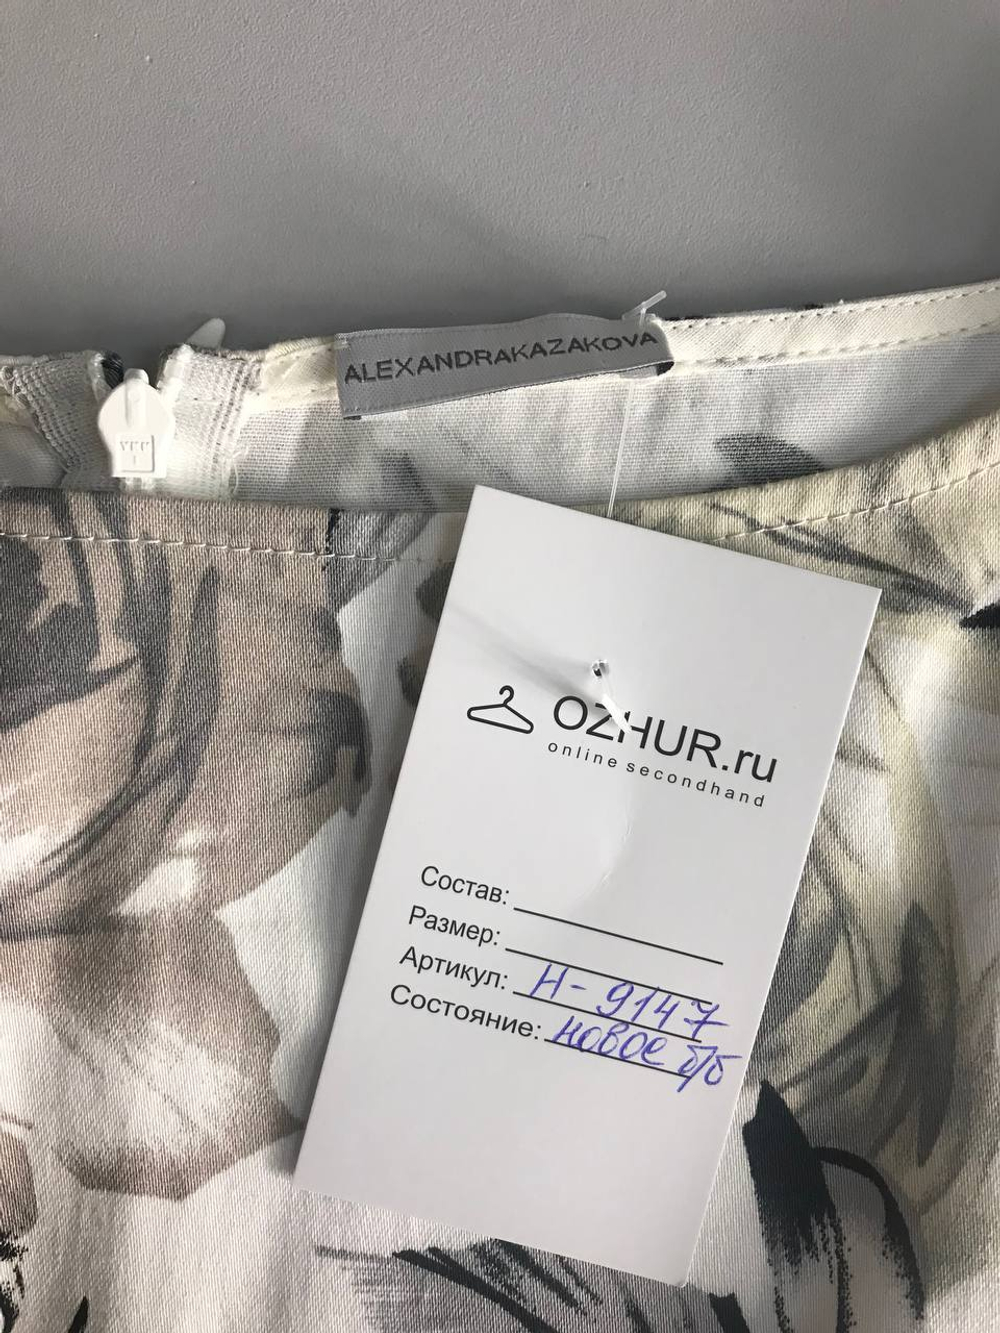 ALEXANDRAKAZAKOVA
OZHUR.ru
online secondhand
Состав:
Размер:
Артикул: Н-9147
Состояние: новое б/б